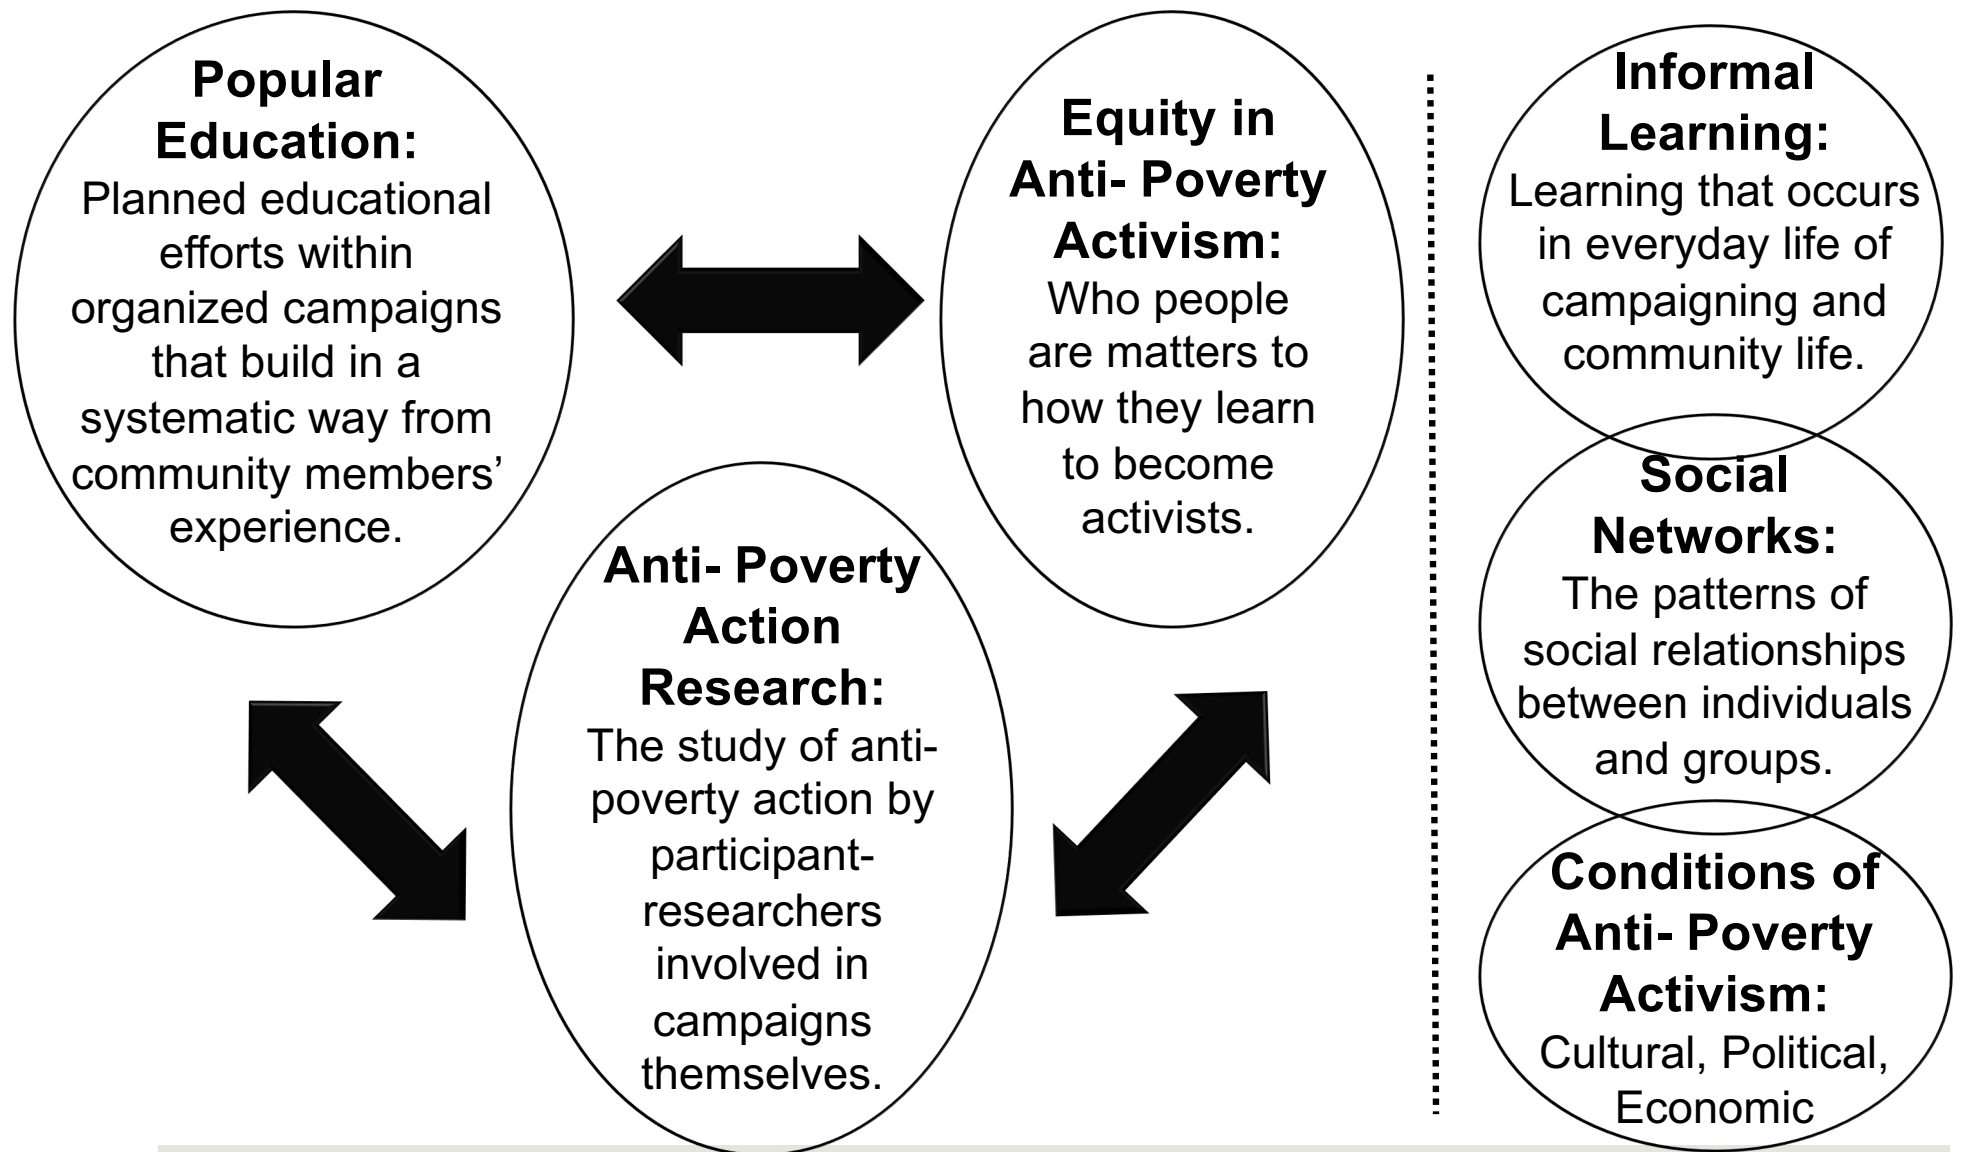 Popular
Education:
Planned educational
efforts within
organized campaigns
that build in a
systematic way from
community members’
experience.
Equity in
Anti- Poverty
Activism:
Who people
are matters to
how they learn
to become
activists.
Anti- Poverty
Action
Research:
The study of anti-
poverty action by
participant-
researchers
involved in
campaigns
themselves.
Informal
Learning:
Learning that occurs
in everyday life of
campaigning and
community life.
Social
Networks:
The patterns of
social relationships
between individuals
and groups.
Conditions of
Anti- Poverty
Activism:
Cultural, Political,
Economic